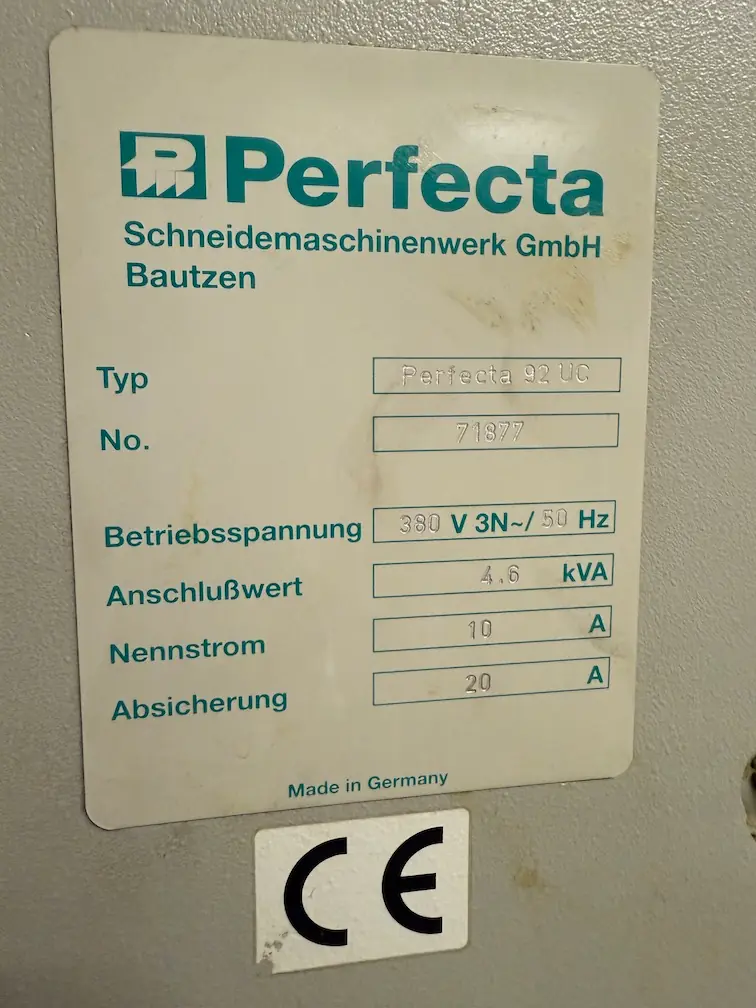 Perfecta
Schneidemaschinenwerk GmbH
Bautzen
Typ Perfecta 92 UC
No. 71877
Betriebsspannung 380 V 3N~/ 50 Hz
Anschlußwert 4.6 kVA
Nennstrom 10 A
Absicherung 20 A
Made in Germany
CE